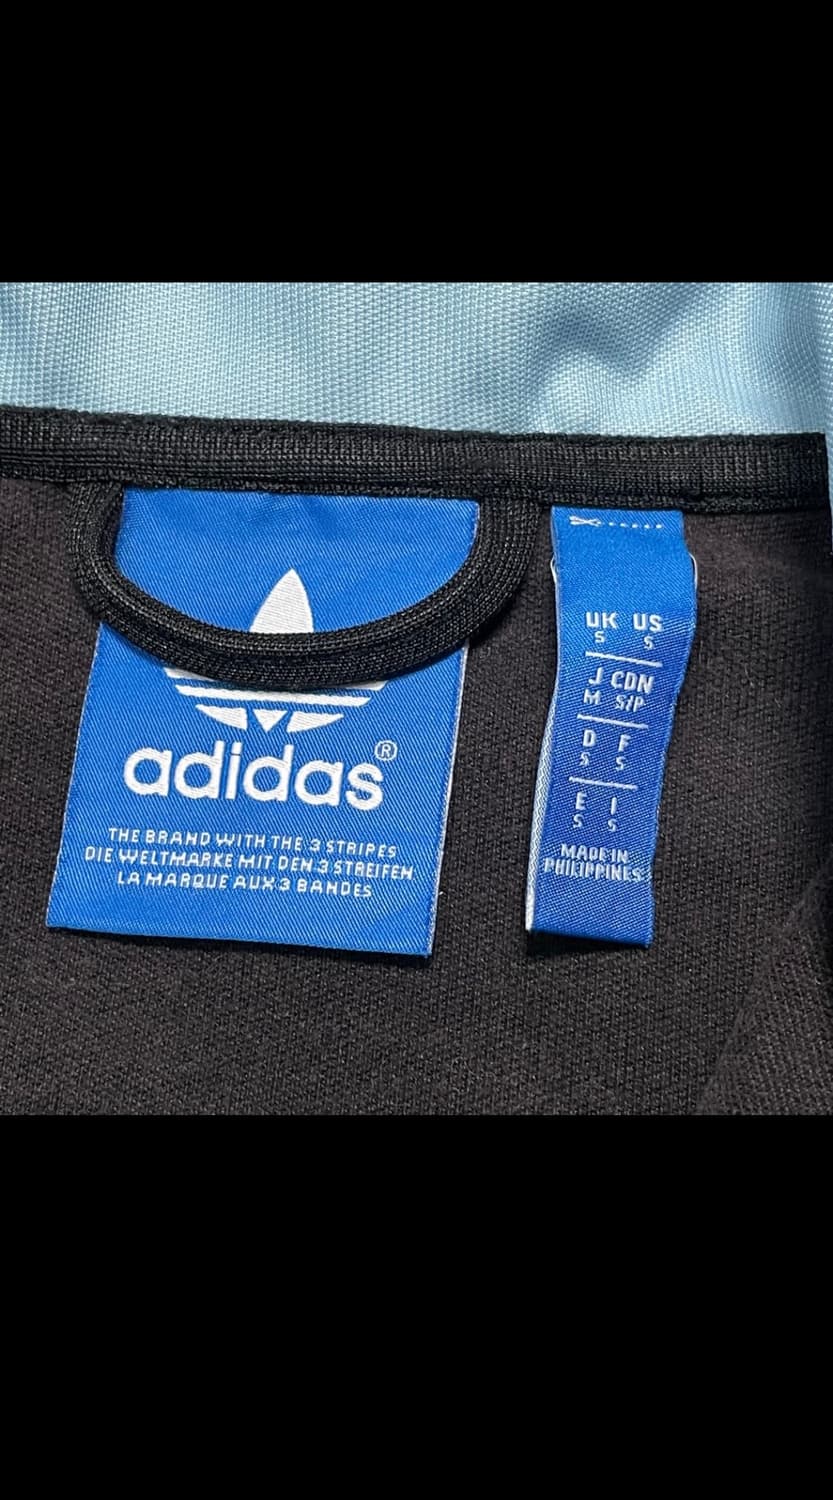 adidas®
THE BRAND WITH THE 3 STRIPES
DIE WELTMARKE MIT DEN 3 STREIFEN
LA MARQUE AUX 3 BANDES
UK US
S S
J CDN
M S/P
D F
S S
E I
S S
MADE IN
PHILIPPINES